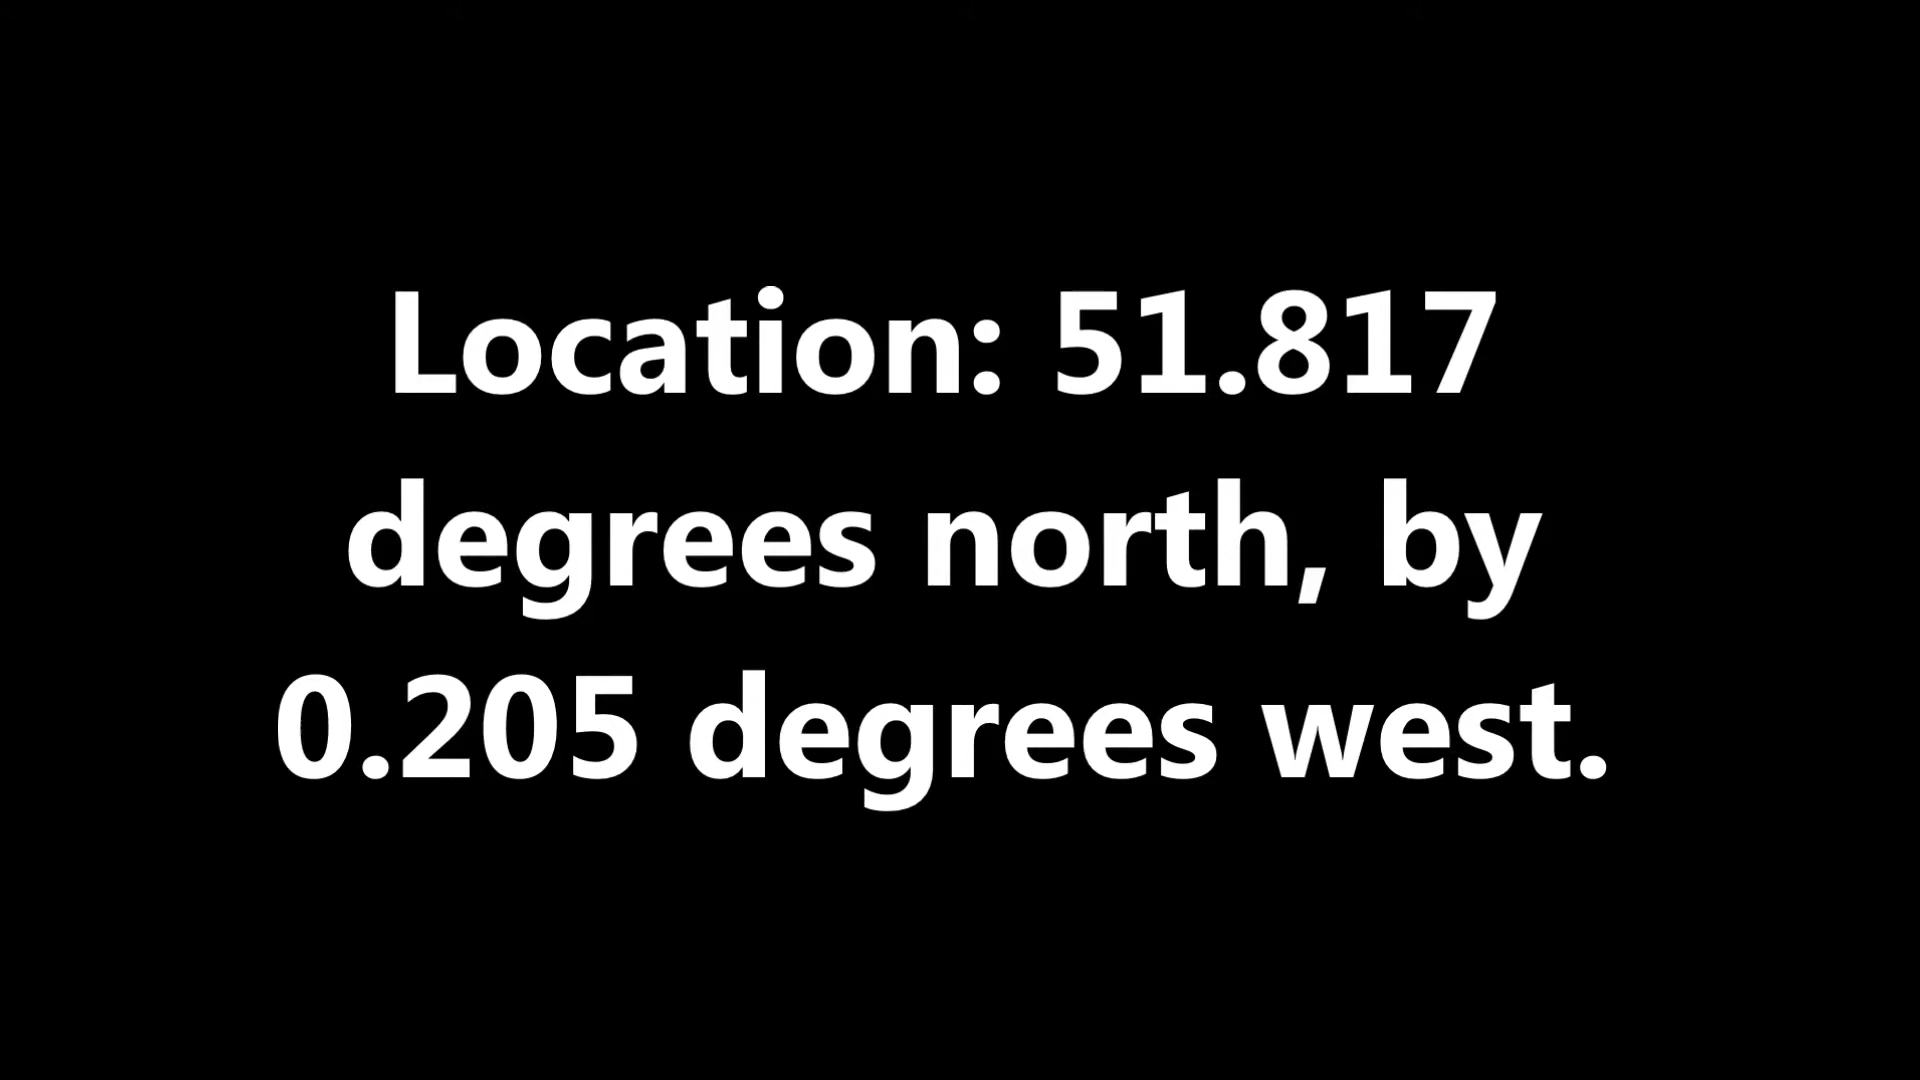 Location: 51.817
degrees north, by
0.205 degrees west.